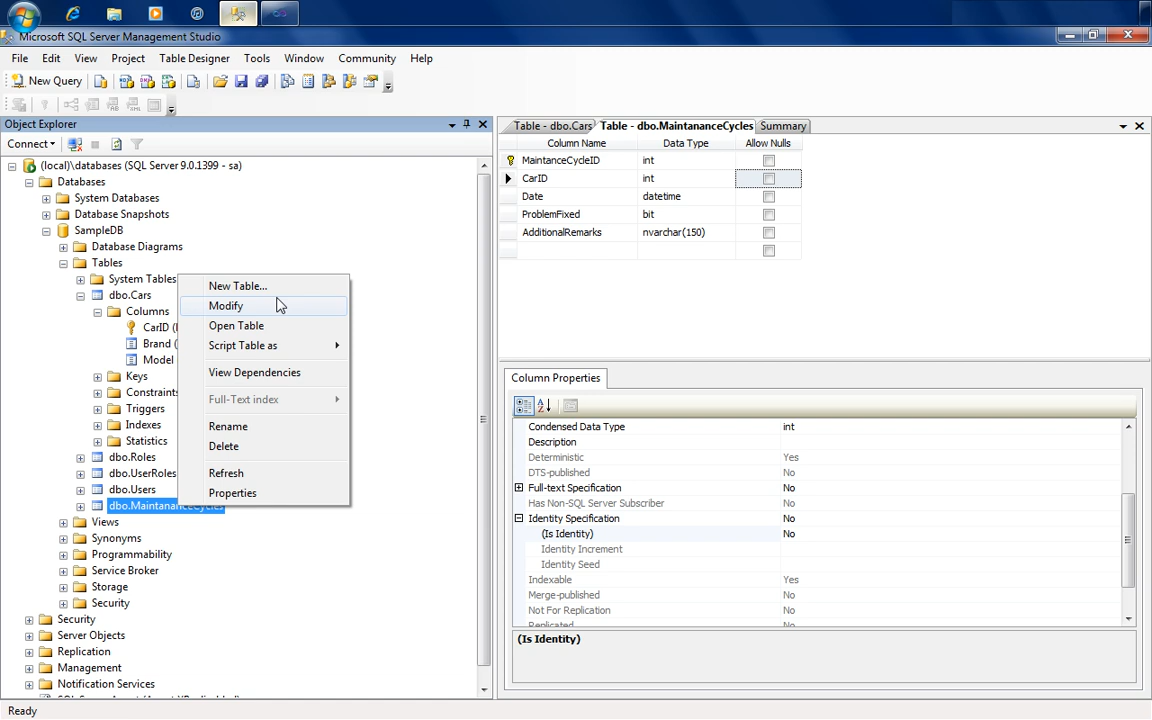 Microsoft SQL Server Management Studio
File Edit View Project Table Designer Tools Window Community Help
New Query
Object Explorer
Connect
(local)\databases (SQL Server 9.0.1399 - sa)
Databases
System Databases
Database Snapshots
SampleDB
Database Diagrams
Tables
System Tables
dbo.Cars
Columns
CarID (
Brand (
Model
Keys
Constraints
Triggers
Indexes
Statistics
dbo.Roles
dbo.UserRoles
dbo.Users
dbo.MaintananceCycles
Views
Synonyms
Programmability
Service Broker
Storage
Security
Security
Server Objects
Replication
Management
Notification Services
New Table...
Modify
Open Table
Script Table as
View Dependencies
Full-Text index
Rename
Delete
Refresh
Properties
Table - dbo.Cars Table - dbo.MaintananceCycles Summary
Column Name Data Type Allow Nulls
MaintanceCycleID int
CarID int
Date datetime
ProblemFixed bit
AdditionalRemarks nvarchar(150)
Column Properties
Condensed Data Type int
Description
Deterministic Yes
DTS-published No
Full-text Specification No
Has Non-SQL Server Subscriber No
Identity Specification No
(Is Identity) No
Identity Increment
Identity Seed
Indexable Yes
Merge-published No
Not For Replication No
Replicated No
(Is Identity)
Ready